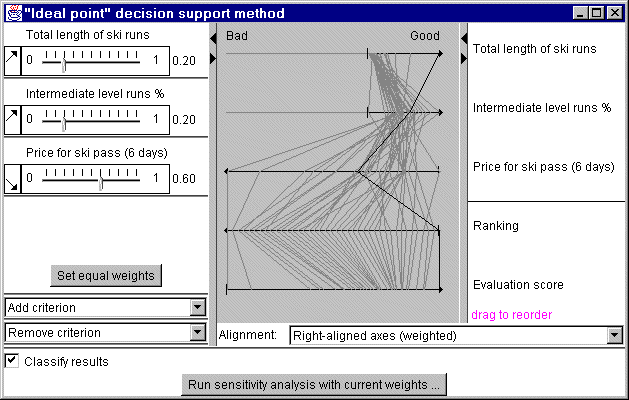 "Ideal point" decision support method
Total length of ski runs
0 1 0.20
Intermediate level runs %
0 1 0.20
Price for ski pass (6 days)
0 1 0.60
Set equal weights
Add criterion
Remove criterion
Bad Good
Total length of ski runs
Intermediate level runs %
Price for ski pass (6 days)
Ranking
Evaluation score
drag to reorder
Alignment: Right-aligned axes (weighted)
Classify results
Run sensitivity analysis with current weights ...